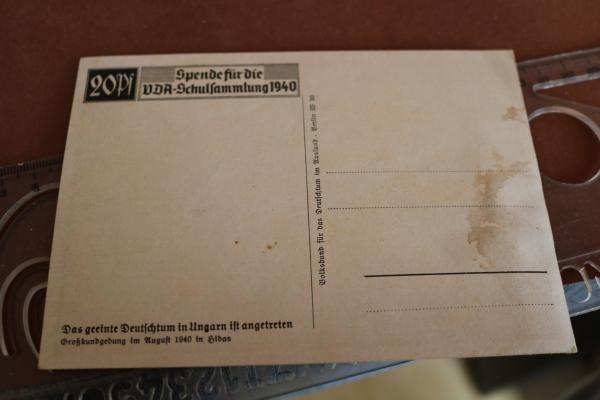 20Pf
Spende für die
VDA-Schulsammlung 1940
Volksbund für das Deutschtum im Ausland · Berlin W 30
Das geeinte Deutschtum in Ungarn ist angetreten
Großkundgebung im August 1940 in Hidas